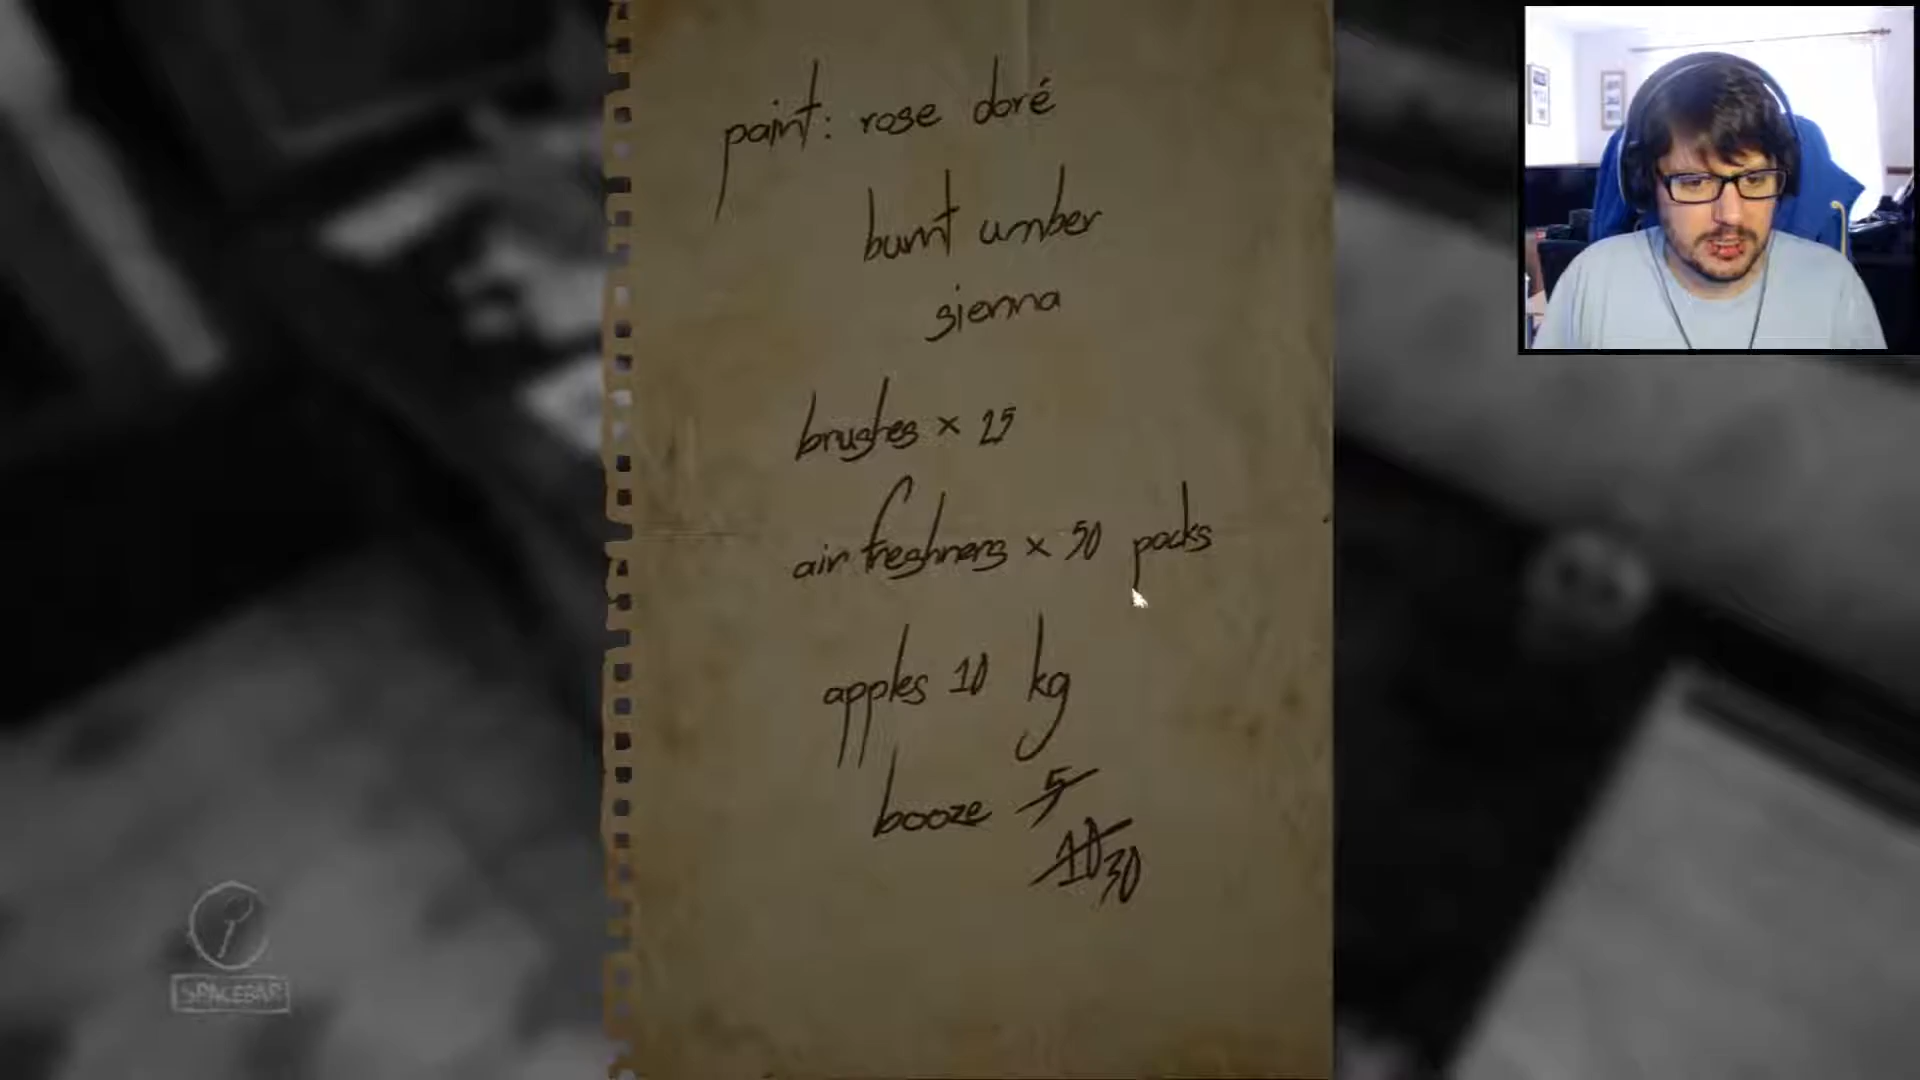 paint: rose doré
burnt umber
sienna
brushes × 25
air freshners × 50 packs
apples 10 kg
booze 5
10 30
SPACEBAR